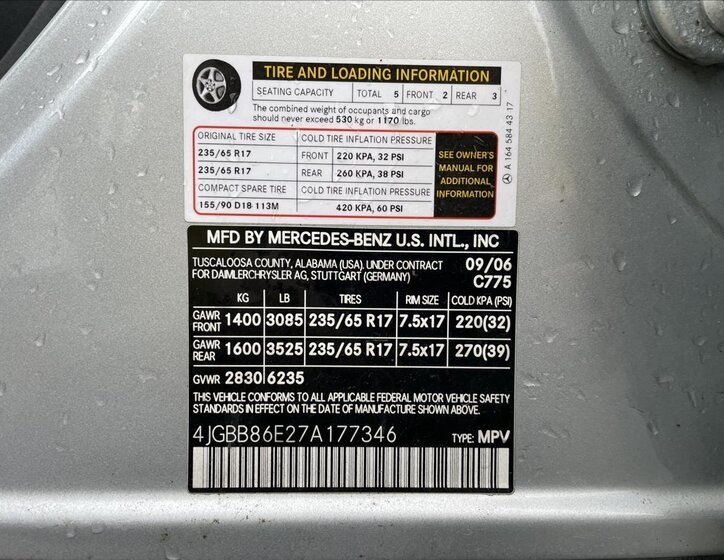 TIRE AND LOADING INFORMATION
SEATING CAPACITY TOTAL 5 FRONT 2 REAR 3
The combined weight of occupants and cargo
should never exceed 530 kg or 1170 lbs.
ORIGINAL TIRE SIZE COLD TIRE INFLATION PRESSURE
235/65 R17 FRONT 220 KPA, 32 PSI
235/65 R17 REAR 260 KPA, 38 PSI
COMPACT SPARE TIRE COLD TIRE INFLATION PRESSURE
155/90 D18 113M 420 KPA, 60 PSI
SEE OWNER'S
MANUAL FOR
ADDITIONAL
INFORMATION
A 164 584 43 17
MFD BY MERCEDES-BENZ U.S. INTL., INC
TUSCALOOSA COUNTY, ALABAMA (USA). UNDER CONTRACT 09/06
FOR DAIMLERCHRYSLER AG, STUTTGART (GERMANY) C775
KG LB TIRES RIM SIZE COLD KPA (PSI)
GAWR FRONT 1400 3085 235/65 R17 7.5x17 220(32)
GAWR REAR 1600 3525 235/65 R17 7.5x17 270(39)
GVWR 2830 6235
THIS VEHICLE CONFORMS TO ALL APPLICABLE FEDERAL MOTOR VEHICLE SAFETY
STANDARDS IN EFFECT ON THE DATE OF MANUFACTURE SHOWN ABOVE.
4JGBB86E27A177346 TYPE: MPV